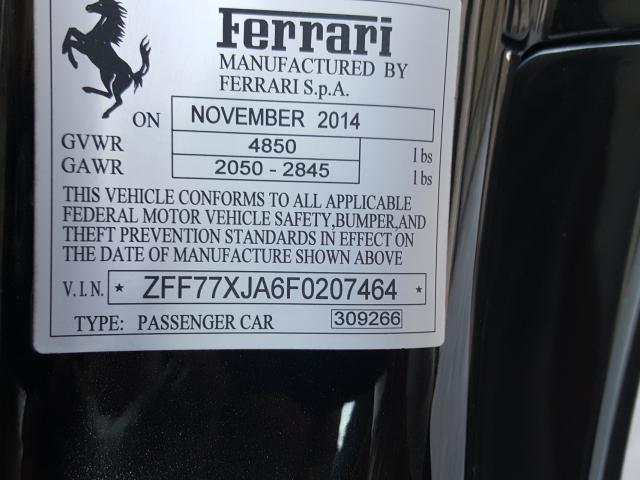 Ferrari
MANUFACTURED BY
FERRARI S.p.A.
ON NOVEMBER 2014
GVWR 4850 lbs
GAWR 2050 - 2845 lbs
THIS VEHICLE CONFORMS TO ALL APPLICABLE
FEDERAL MOTOR VEHICLE SAFETY,BUMPER,AND
THEFT PREVENTION STANDARDS IN EFFECT ON
THE DATE OF MANUFACTURE SHOWN ABOVE
V.I.N. * ZFF77XJA6F0207464 *
TYPE: PASSENGER CAR 309266